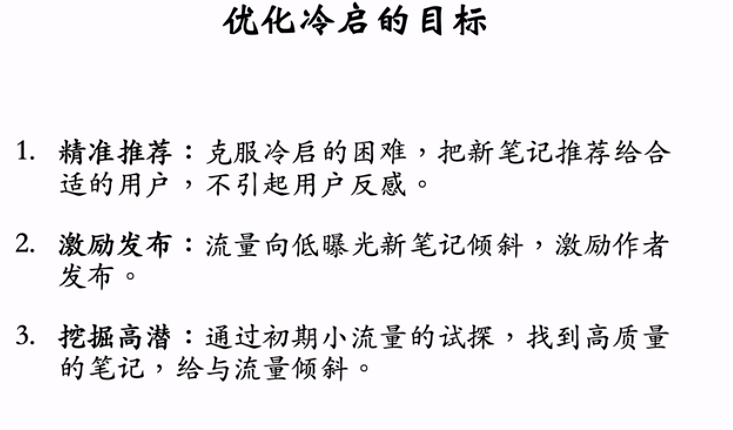 优化冷启的目标
1. 精准推荐：克服冷启的困难，把新笔记推荐给合
适的用户，不引起用户反感。
2. 激励发布：流量向低曝光新笔记倾斜，激励作者
发布。
3. 挖掘高潜：通过初期小流量的试探，找到高质量
的笔记，给与流量倾斜。